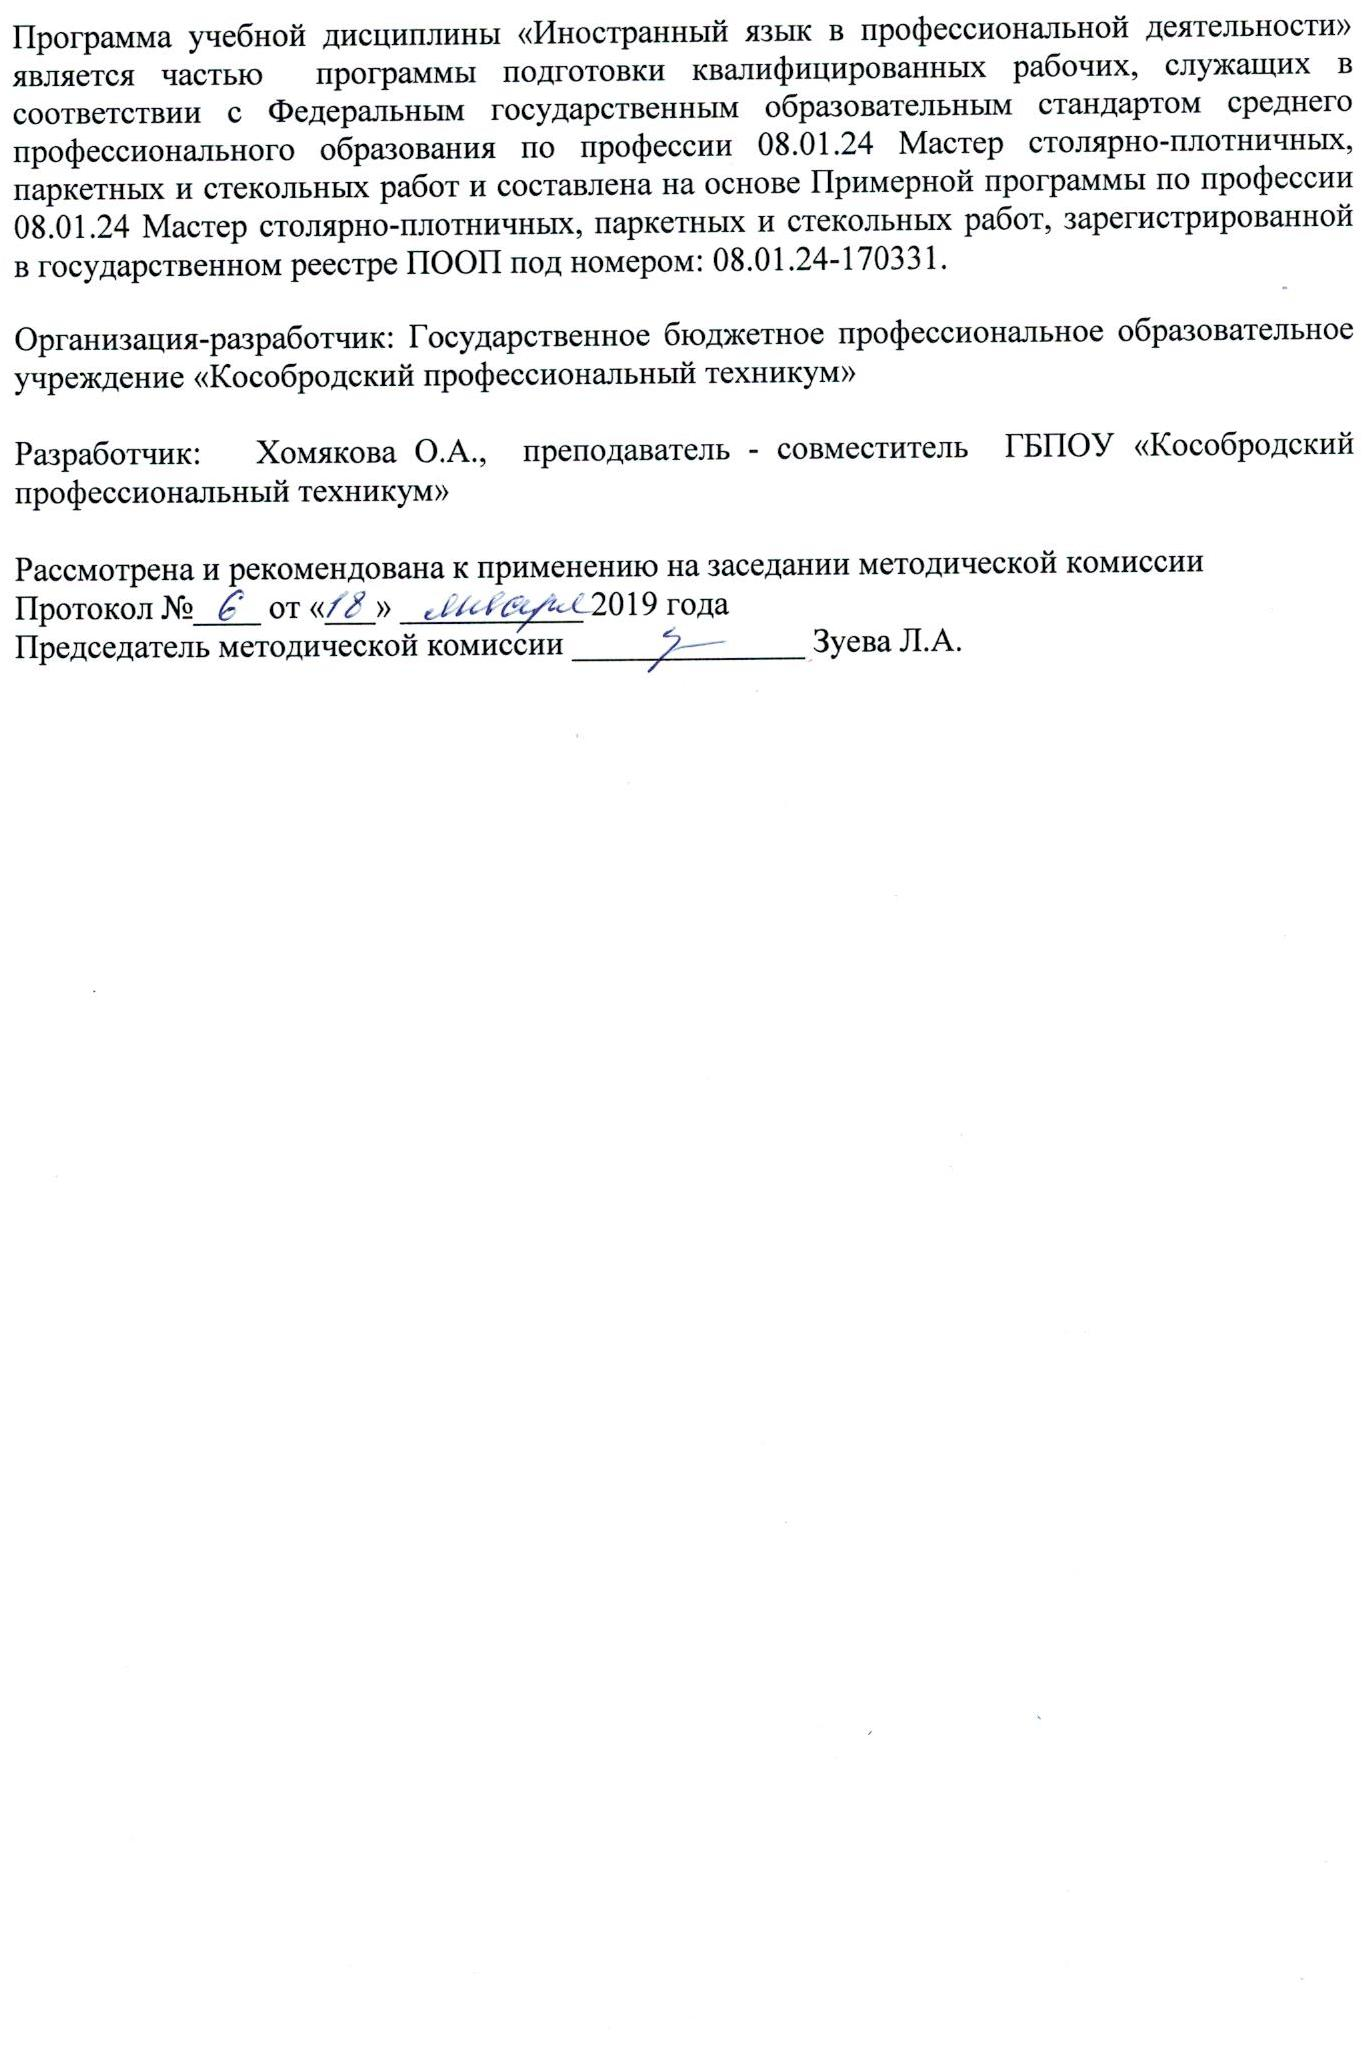 Программа учебной дисциплины «Иностранный язык в профессиональной деятельности»
является частью программы подготовки квалифицированных рабочих, служащих в
соответствии с Федеральным государственным образовательным стандартом среднего
профессионального образования по профессии 08.01.24 Мастер столярно-плотничных,
паркетных и стекольных работ и составлена на основе Примерной программы по профессии
08.01.24 Мастер столярно-плотничных, паркетных и стекольных работ, зарегистрированной
в государственном реестре ПООП под номером: 08.01.24-170331.
Организация-разработчик: Государственное бюджетное профессиональное образовательное
учреждение «Кособродский профессиональный техникум»
Разработчик: Хомякова О.А., преподаватель - совместитель ГБПОУ «Кособродский
профессиональный техникум»
Рассмотрена и рекомендована к применению на заседании методической комиссии
Протокол № 6 от «18» января 2019 года
Председатель методической комиссии ______________ Зуева Л.А.